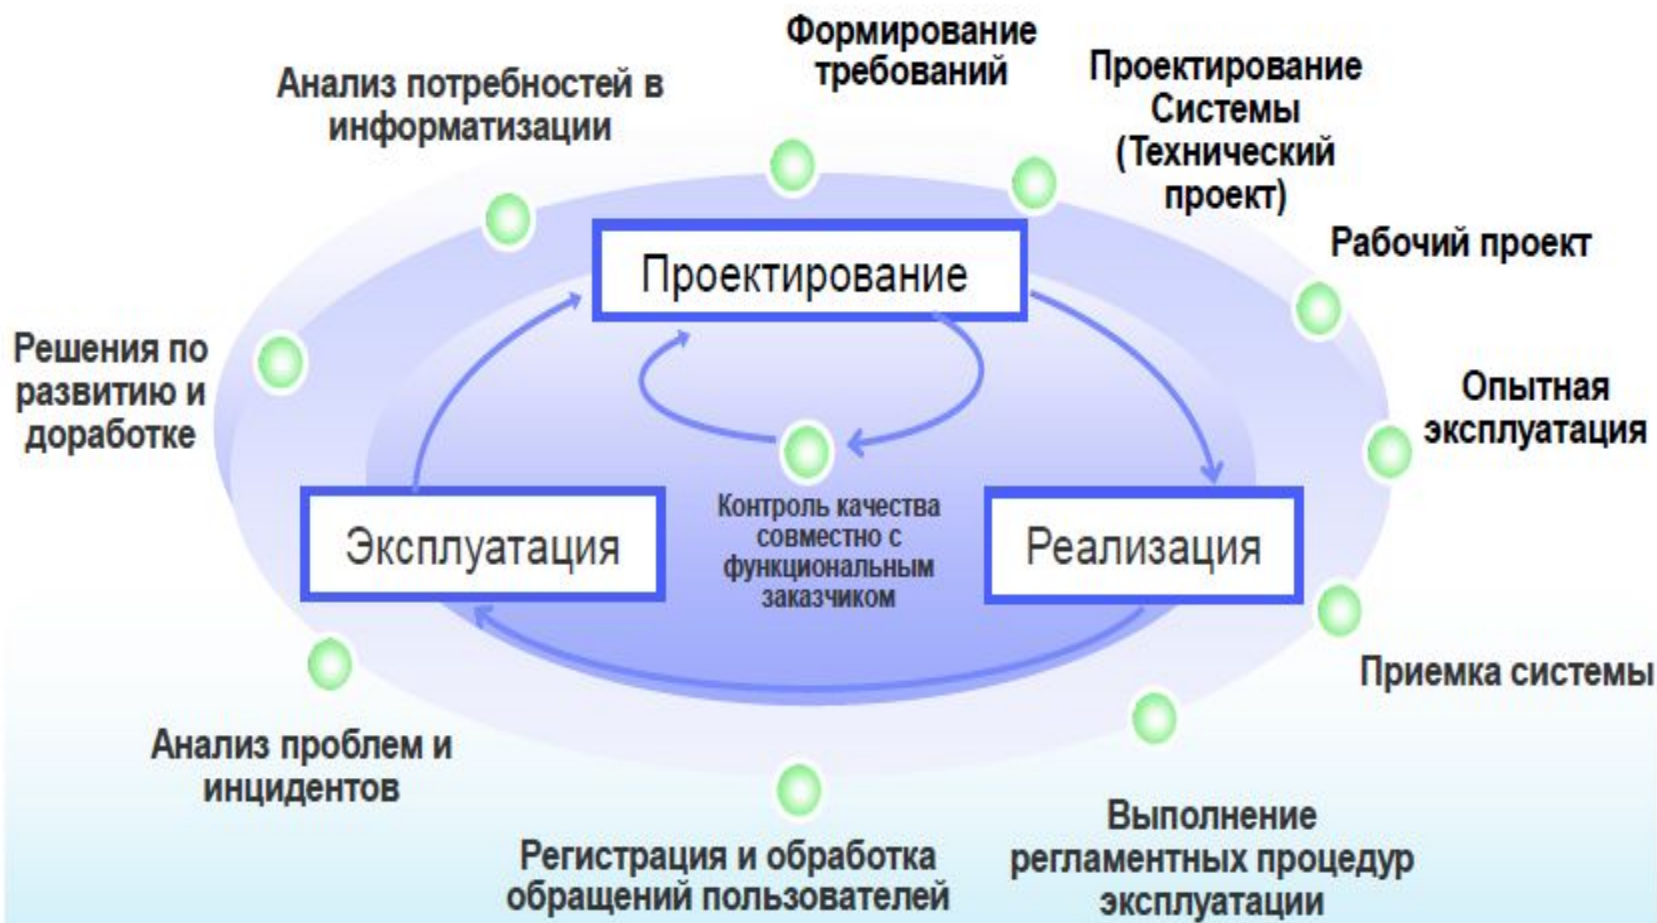 Формирование
требований
Анализ потребностей в
информатизации
Проектирование
Системы
(Технический
проект)
Рабочий проект
Проектирование
Решения по
развитию и
доработке
Опытная
эксплуатация
Контроль качества
совместно с
функциональным
заказчиком
Эксплуатация
Реализация
Приемка системы
Анализ проблем и
инцидентов
Регистрация и обработка
обращений пользователей
Выполнение
регламентных процедур
эксплуатации